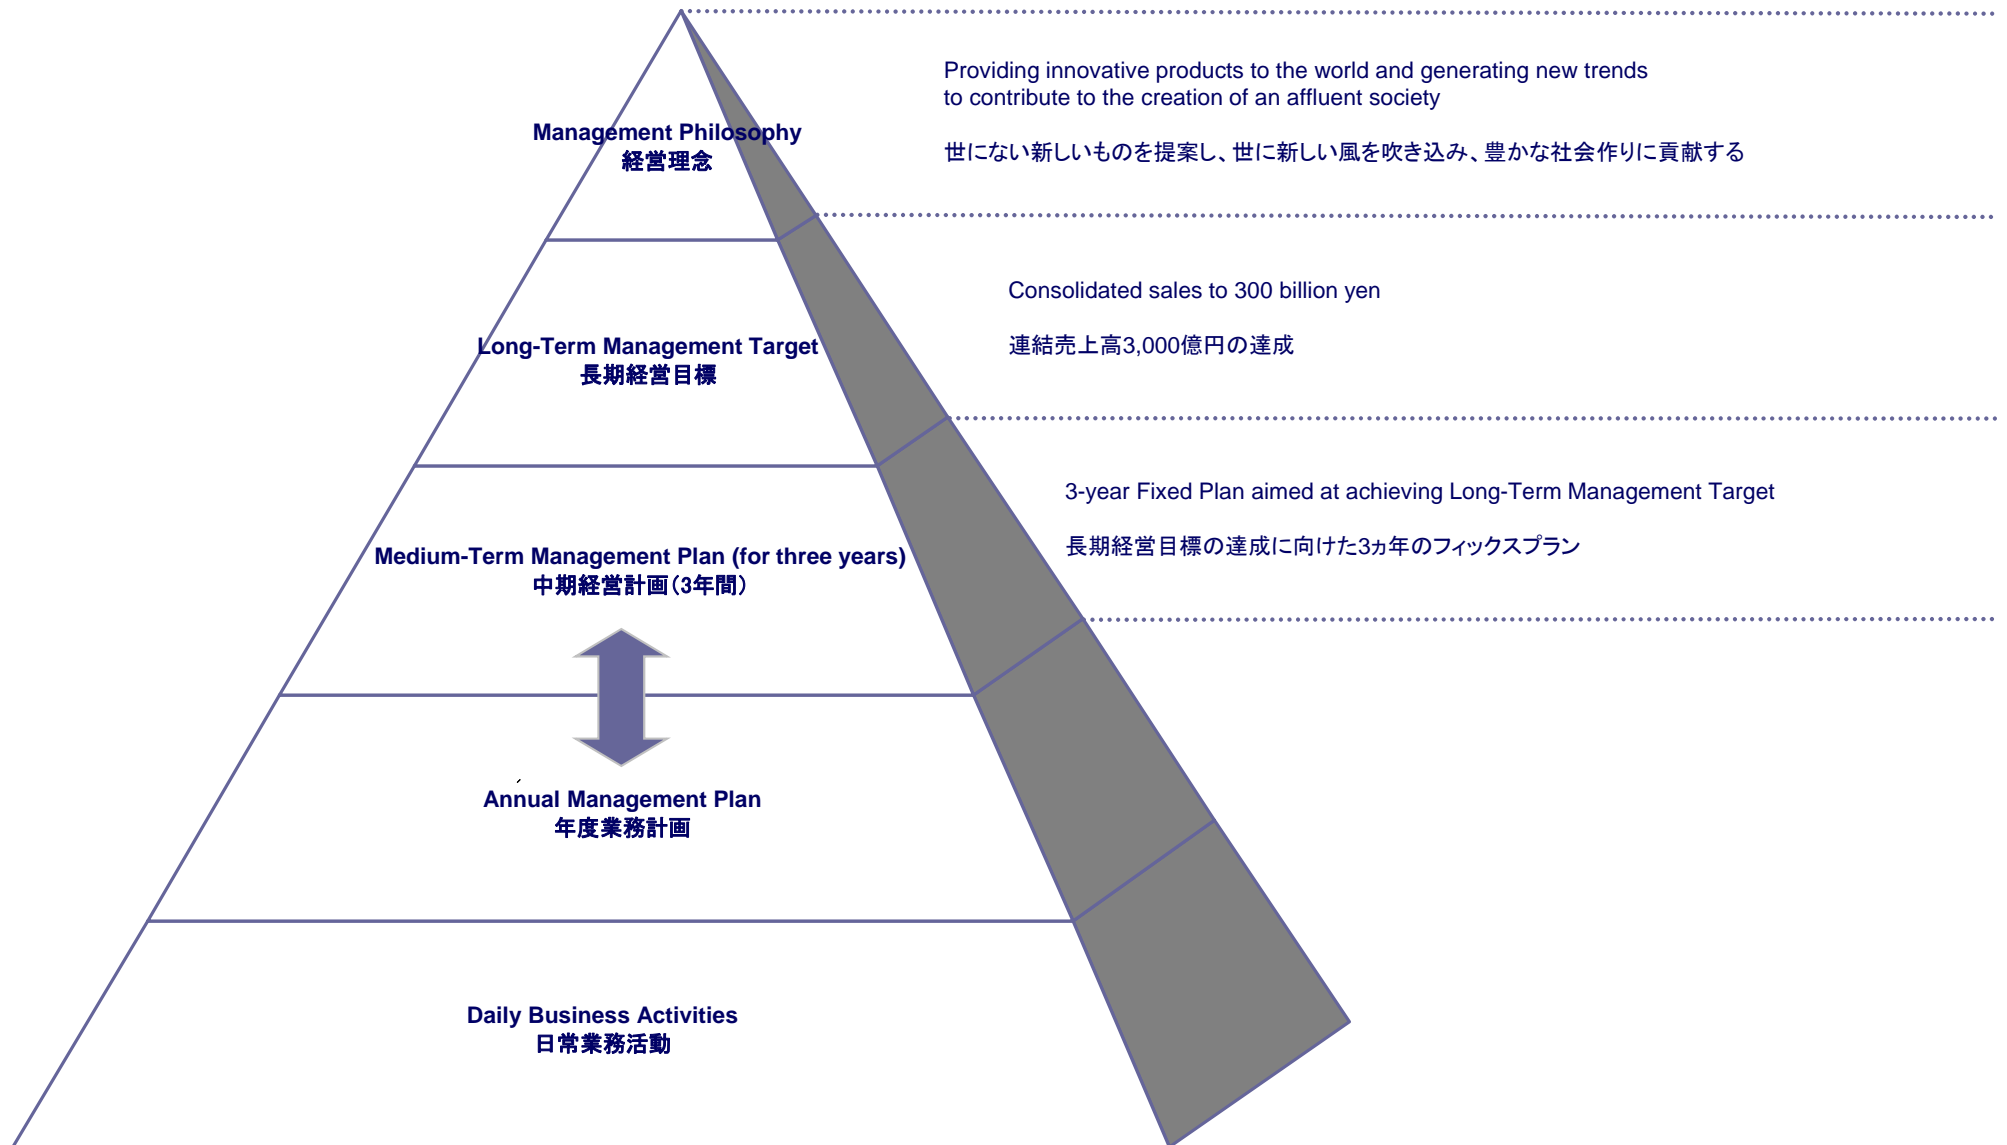 Providing innovative products to the world and generating new trends
to contribute to the creation of an affluent society
世にない新しいものを提案し、世に新しい風を吹き込み、豊かな社会作りに貢献する
Management Philosophy
経営理念
Consolidated sales to 300 billion yen
連結売上高3,000億円の達成
Long-Term Management Target
長期経営目標
3-year Fixed Plan aimed at achieving Long-Term Management Target
長期経営目標の達成に向けた3ヵ年のフィックスプラン
Medium-Term Management Plan (for three years)
中期経営計画（3年間）
Annual Management Plan
年度業務計画
Daily Business Activities
日常業務活動